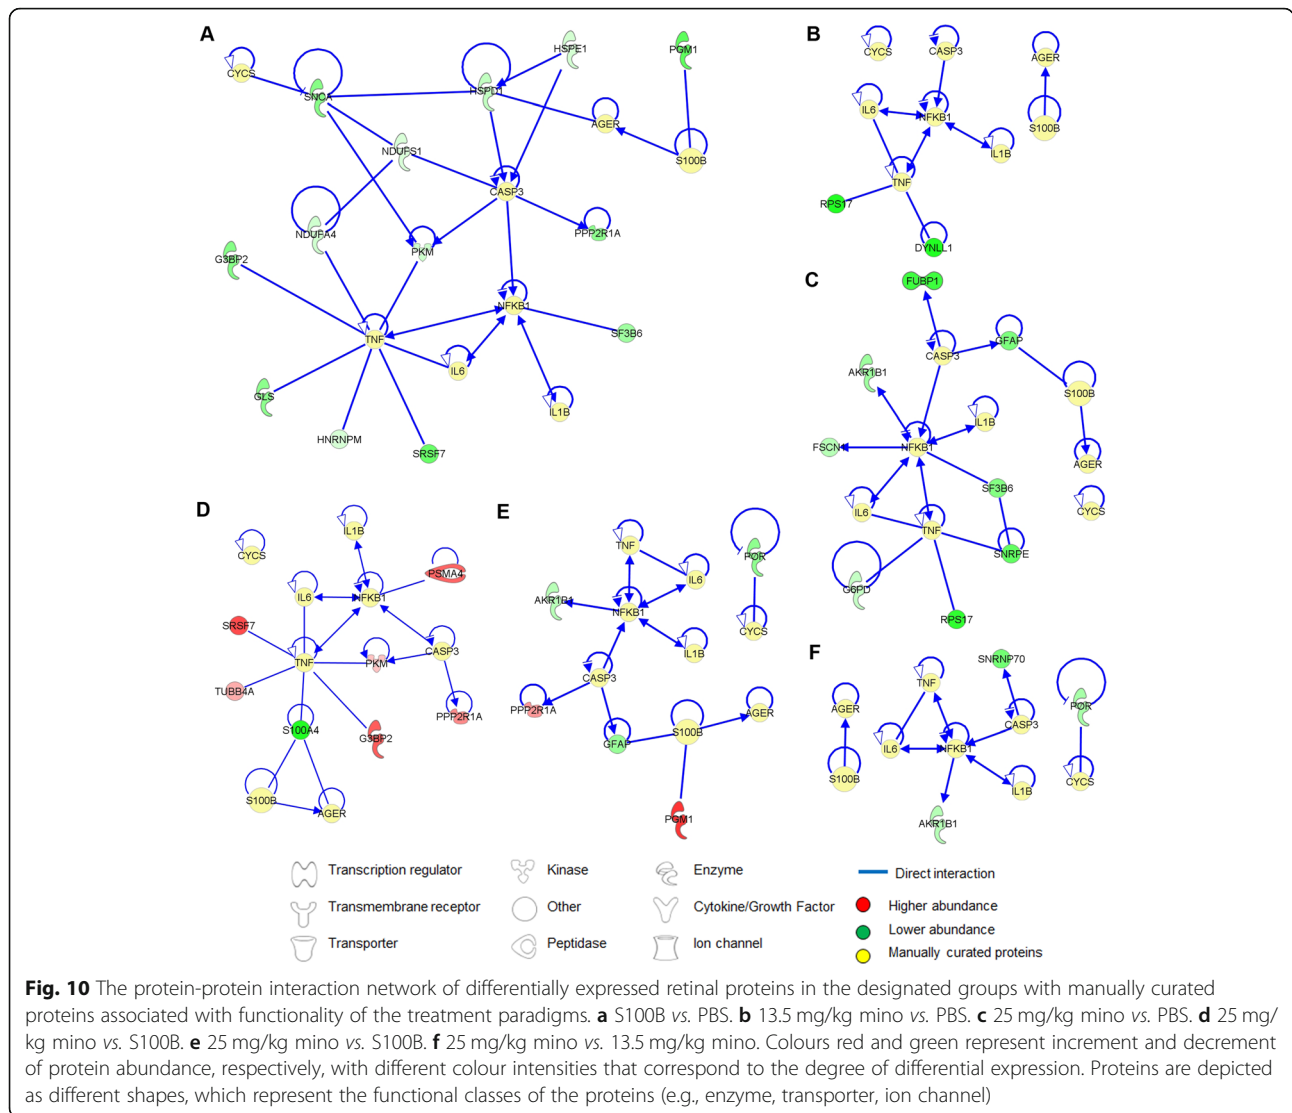 A
CYCS
SNCA
HSPD1
HSPE1
PGM1
AGER
S100B
NDUFS1
CASP3
PPP2R1A
NDUFA4
PKM
G3BP2
NFKB1
SF3B6
TNF
IL6
IL1B
GLS
HNRNPM
SRSF7
B
CYCS
CASP3
AGER
IL6
NFKB1
S100B
IL1B
TNF
RPS17
DYNLL1
C
FUBP1
GFAP
CASP3
AKR1B1
S100B
IL1B
FSCN1
NFKB1
AGER
SF3B6
CYCS
IL6
TNF
SNRPE
G6PD
RPS17
D
IL1B
CYCS
PSMA4
IL6
NFKB1
SRSF7
CASP3
TNF
PKM
TUBB4A
PPP2R1A
S100A4
G3BP2
S100B
AGER
E
TNF
POR
IL6
AKR1B1
NFKB1
CYCS
IL1B
CASP3
PPP2R1A
AGER
S100B
GFAP
PGM1
F
SNRNP70
TNF
POR
AGER
CASP3
IL6
NFKB1
S100B
CYCS
IL1B
AKR1B1
Transcription regulator
Kinase
Enzyme
Direct interaction
Transmembrane receptor
Other
Cytokine/Growth Factor
Higher abundance
Transporter
Peptidase
Ion channel
Lower abundance
Manually curated proteins
Fig. 10 The protein-protein interaction network of differentially expressed retinal proteins in the designated groups with manually curated
proteins associated with functionality of the treatment paradigms. a S100B vs. PBS. b 13.5 mg/kg mino vs. PBS. c 25 mg/kg mino vs. PBS. d 25 mg/
kg mino vs. S100B. e 25 mg/kg mino vs. S100B. f 25 mg/kg mino vs. 13.5 mg/kg mino. Colours red and green represent increment and decrement
of protein abundance, respectively, with different colour intensities that correspond to the degree of differential expression. Proteins are depicted
as different shapes, which represent the functional classes of the proteins (e.g., enzyme, transporter, ion channel)